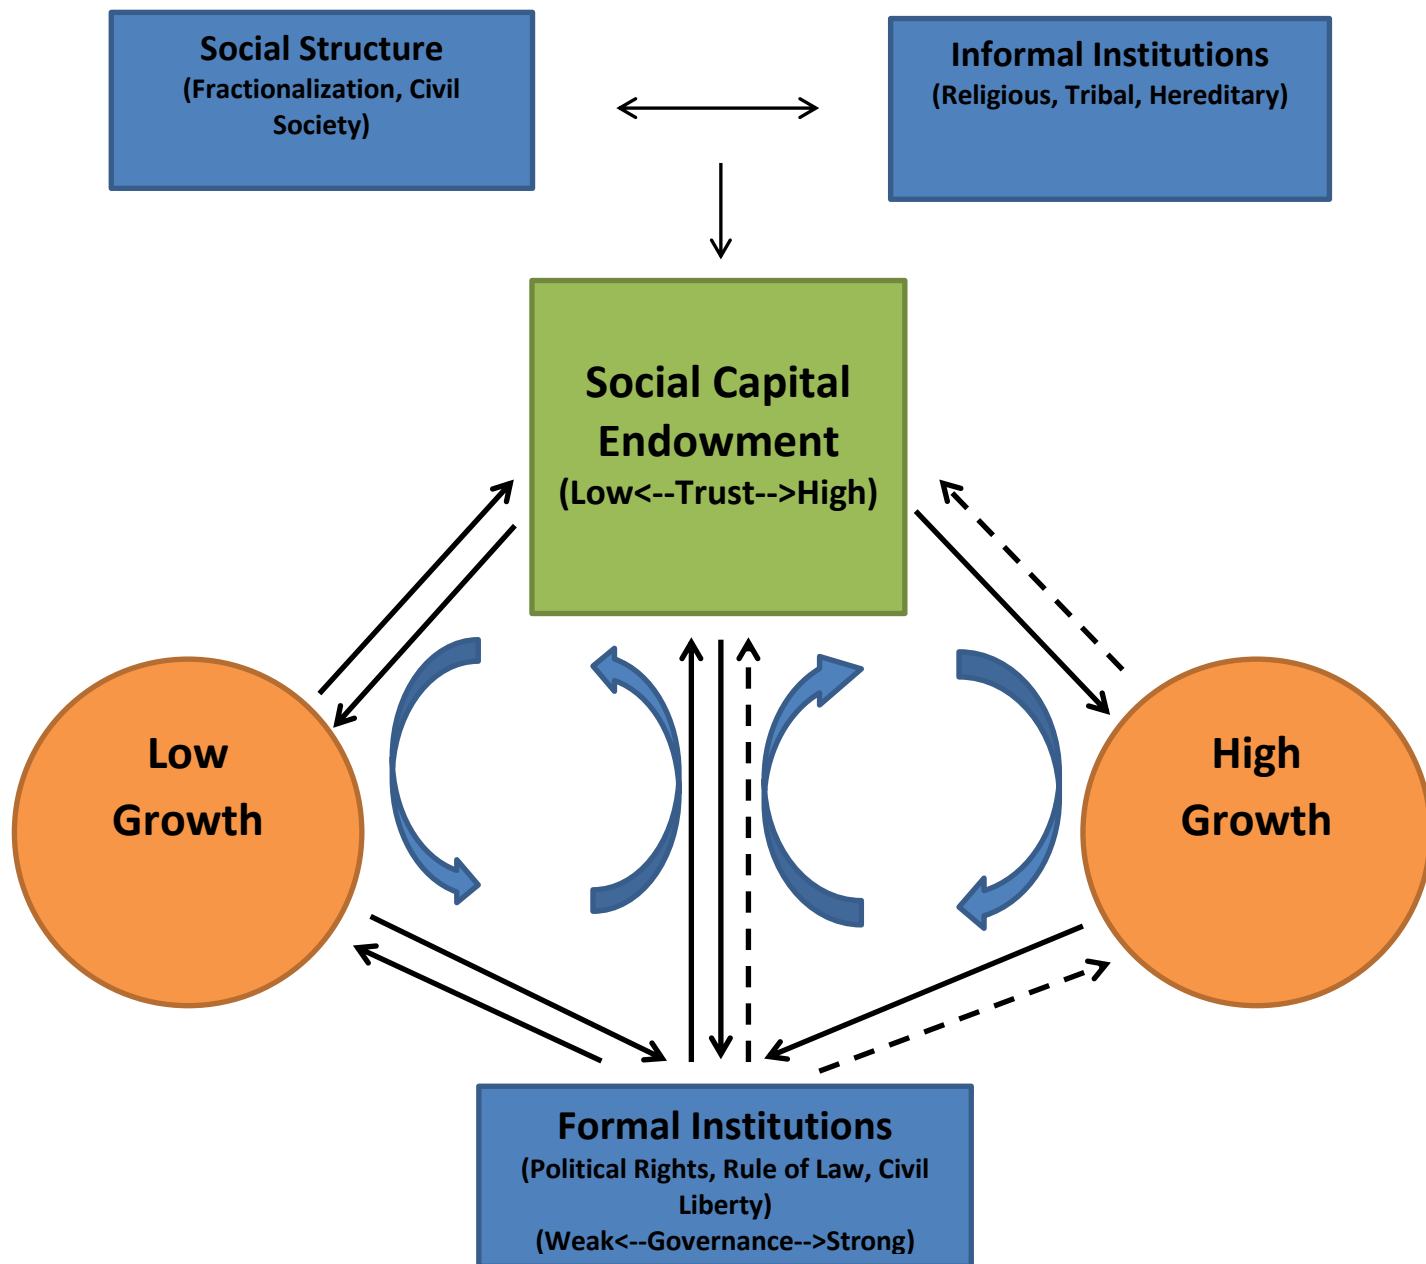 Social Structure
(Fractionalization, Civil
Society)
Informal Institutions
(Religious, Tribal, Hereditary)
Social Capital
Endowment
(Low<--Trust-->High)
Low
Growth
High
Growth
Formal Institutions
(Political Rights, Rule of Law, Civil
Liberty)
(Weak<--Governance-->Strong)